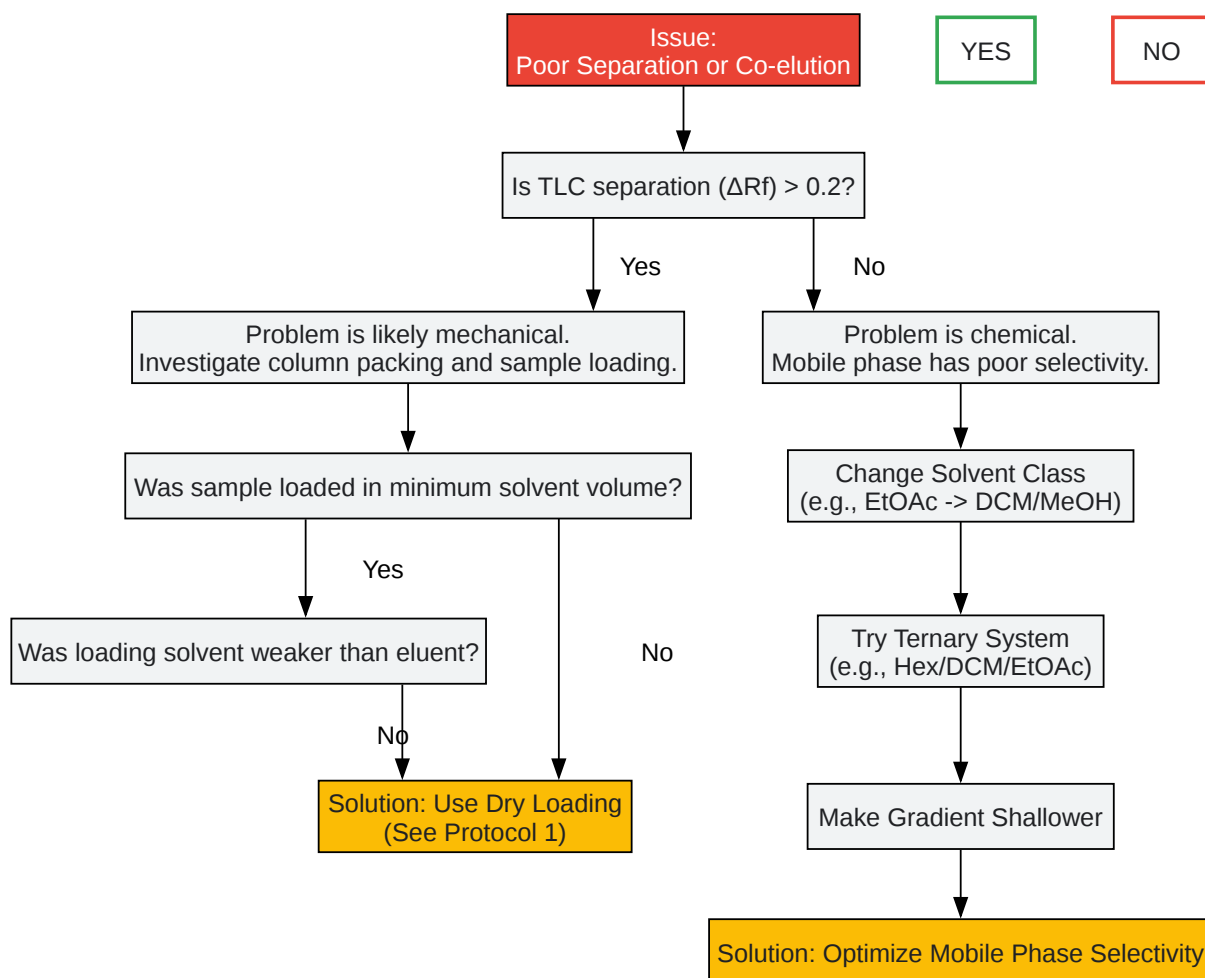 Issue:
Poor Separation or Co-elution
YES
NO
Is TLC separation (ΔRf) > 0.2?
Yes
No
Problem is likely mechanical.
Investigate column packing and sample loading.
Problem is chemical.
Mobile phase has poor selectivity.
Was sample loaded in minimum solvent volume?
Change Solvent Class
(e.g., EtOAc -> DCM/MeOH)
Yes
No
Was loading solvent weaker than eluent?
Try Ternary System
(e.g., Hex/DCM/EtOAc)
No
Solution: Use Dry Loading
(See Protocol 1)
Make Gradient Shallower
Solution: Optimize Mobile Phase Selectivity